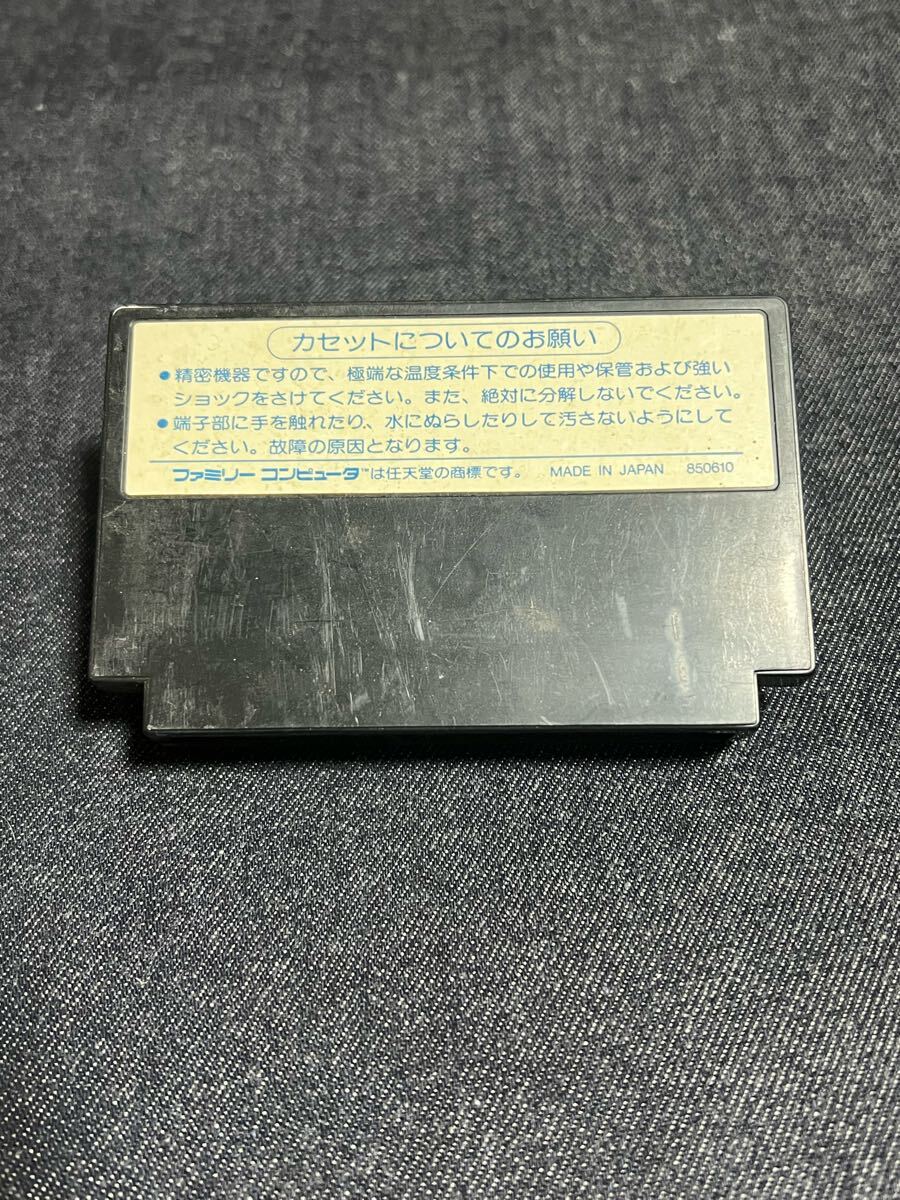 カセットについてのお願い
●精密機器ですので、極端な温度条件下での使用や保管および強い
ショックをさけてください。また、絶対に分解しないでください。
●端子部に手を触れたり、水にぬらしたりして汚さないようにして
ください。故障の原因となります。
ファミリーコンピュータ™は任天堂の商標です。 MADE IN JAPAN 850610